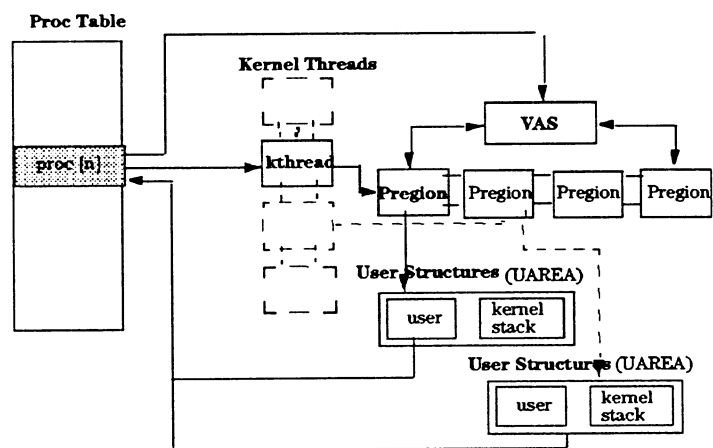 Proc Table
Kernel Threads
VAS
proc [n]
kthread
Pregion
Pregion
Pregion
Pregion
User Structures (UAREA)
user
kernel
stack
User Structures (UAREA)
user
kernel
stack